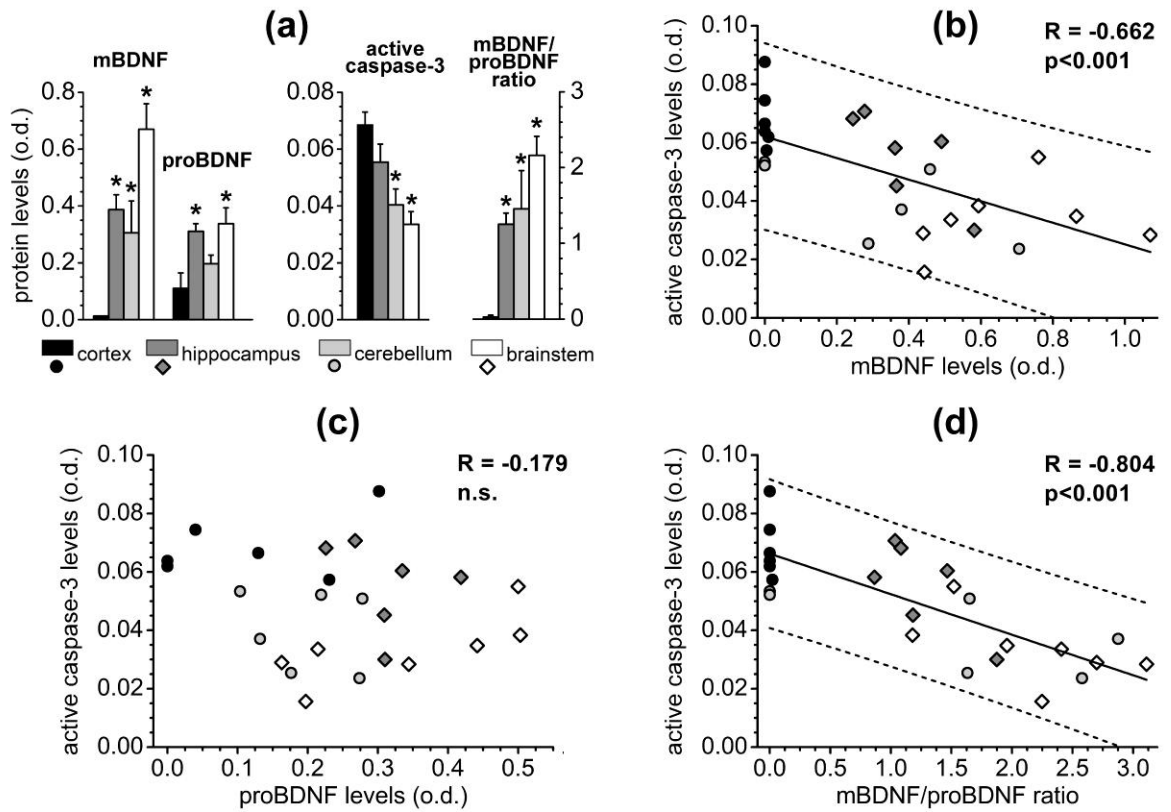 (a)
mBDNF
proBDNF
active
caspase-3
mBDNF/
proBDNF
ratio
* * *
* *
* *
* * *
protein levels (o.d.)
0.8
0.6
0.4
0.2
0.0
0.08
0.06
0.04
0.02
0.00
3
2
1
0
cortex hippocampus cerebellum brainstem
(b)
R = -0.662
p<0.001
active caspase-3 levels (o.d.)
0.10
0.08
0.06
0.04
0.02
0.00
0.0 0.2 0.4 0.6 0.8 1.0
mBDNF levels (o.d.)
(c)
R = -0.179
n.s.
active caspase-3 levels (o.d.)
0.10
0.08
0.06
0.04
0.02
0.00
0.0 0.1 0.2 0.3 0.4 0.5
proBDNF levels (o.d.)
(d)
R = -0.804
p<0.001
active caspase-3 levels (o.d.)
0.10
0.08
0.06
0.04
0.02
0.00
0.0 0.5 1.0 1.5 2.0 2.5 3.0
mBDNF/proBDNF ratio